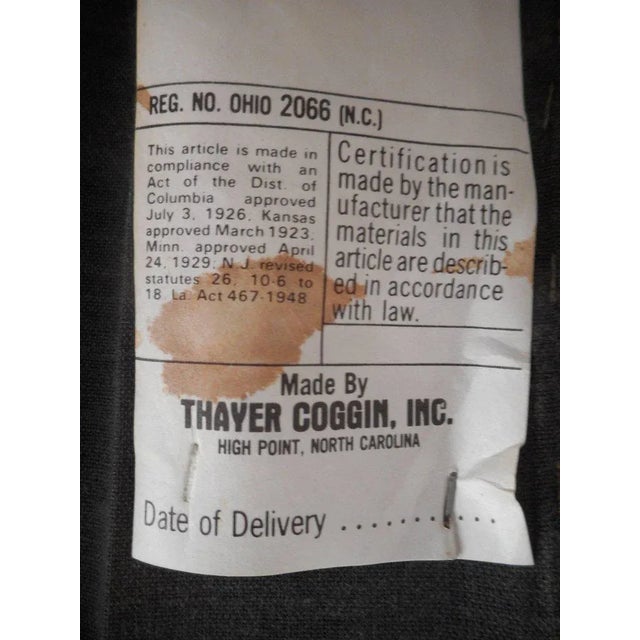 REG. NO. OHIO 2066 (N.C.)
This article is made in
compliance with an
Act of the Dist. of
Columbia approved
July 3, 1926, Kansas
approved March 1923,
Minn. approved April
24, 1929; N.J. revised
statutes 26, 10-6 to
18 La. Act 467-1948
Certification is
made by the man-
ufacturer that the
materials in this
article are describ-
ed in accordance
with law.
Made By
THAYER COGGIN, INC.
HIGH POINT, NORTH CAROLINA
Date of Delivery ............